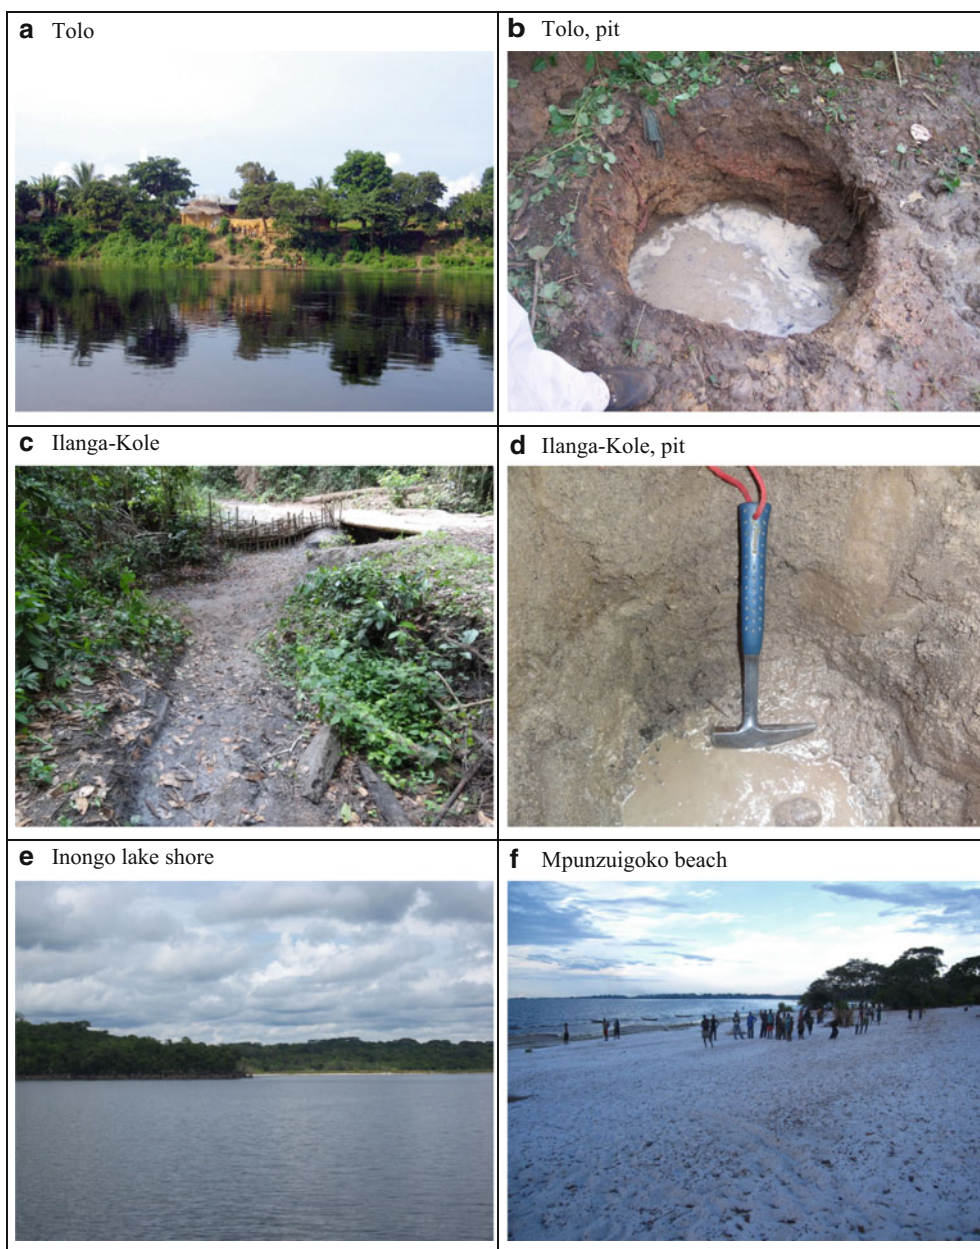 a Tolo
b Tolo, pit
c Ilanga-Kole
d Ilanga-Kole, pit
e Inongo lake shore
f Mpunzuigoko beach